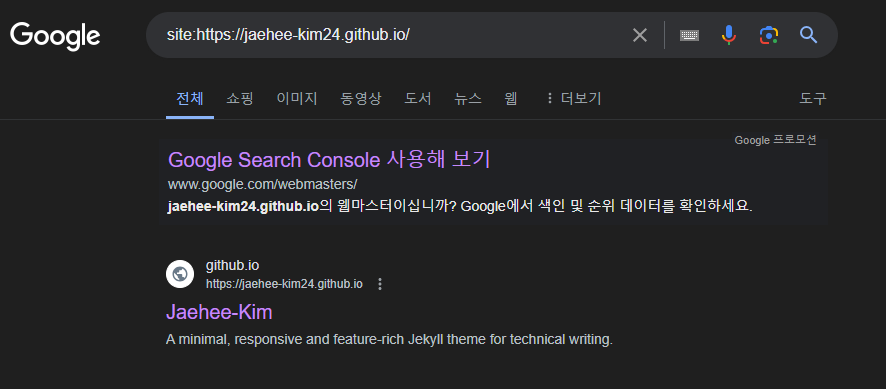 Google
site:https://jaehee-kim24.github.io/
전체 쇼핑 이미지 동영상 도서 뉴스 웹 더보기 도구
Google 프로모션
Google Search Console 사용해 보기
www.google.com/webmasters/
jaehee-kim24.github.io의 웹마스터이십니까? Google에서 색인 및 순위 데이터를 확인하세요.
github.io
https://jaehee-kim24.github.io
Jaehee-Kim
A minimal, responsive and feature-rich Jekyll theme for technical writing.